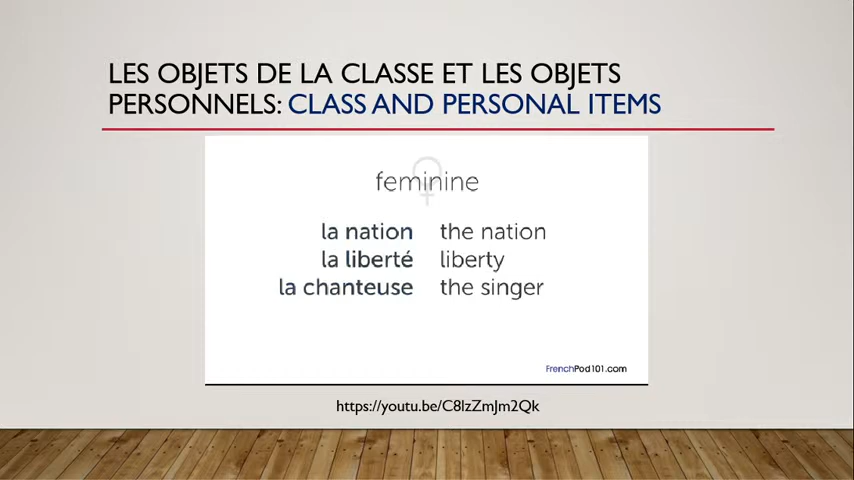 LES OBJETS DE LA CLASSE ET LES OBJETS
PERSONNELS: CLASS AND PERSONAL ITEMS
feminine
la nation the nation
la liberté liberty
la chanteuse the singer
FrenchPod101.com
https://youtu.be/C8lzZmJm2Qk